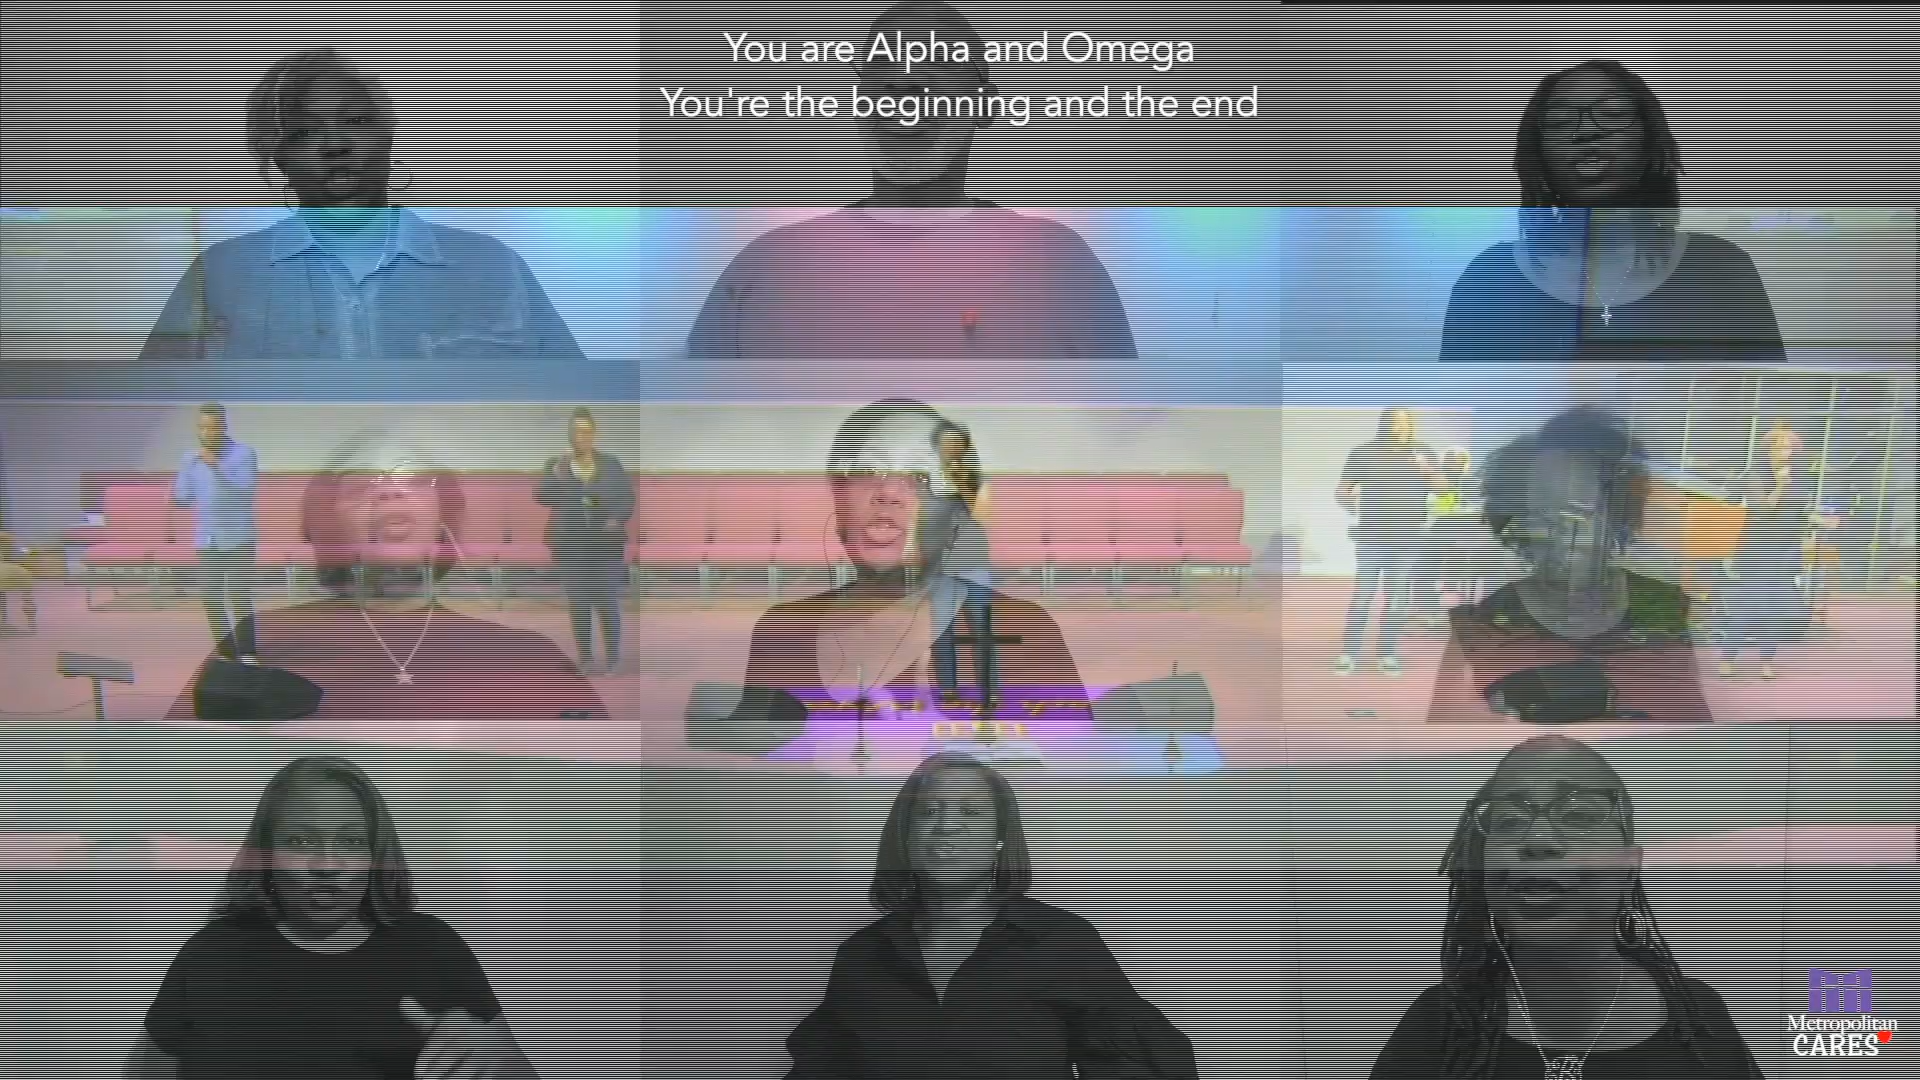 You are Alpha and Omega
You're the beginning and the end
Metropolitan
CARES